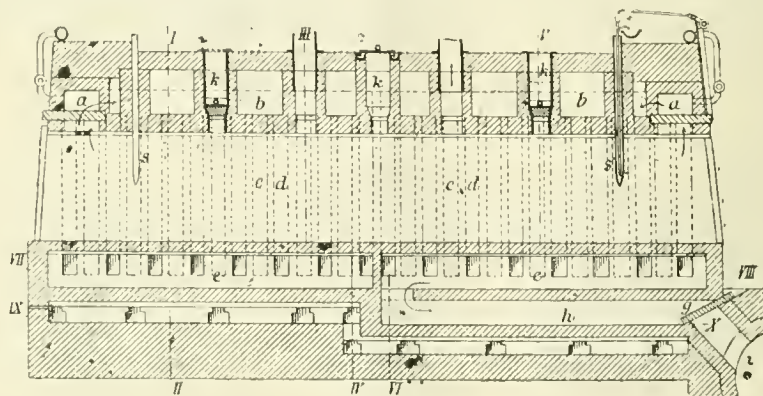 I III V
k k k
a b b a
s s
c d c d
VII e e VIII
IX h g X
i
II IV VI